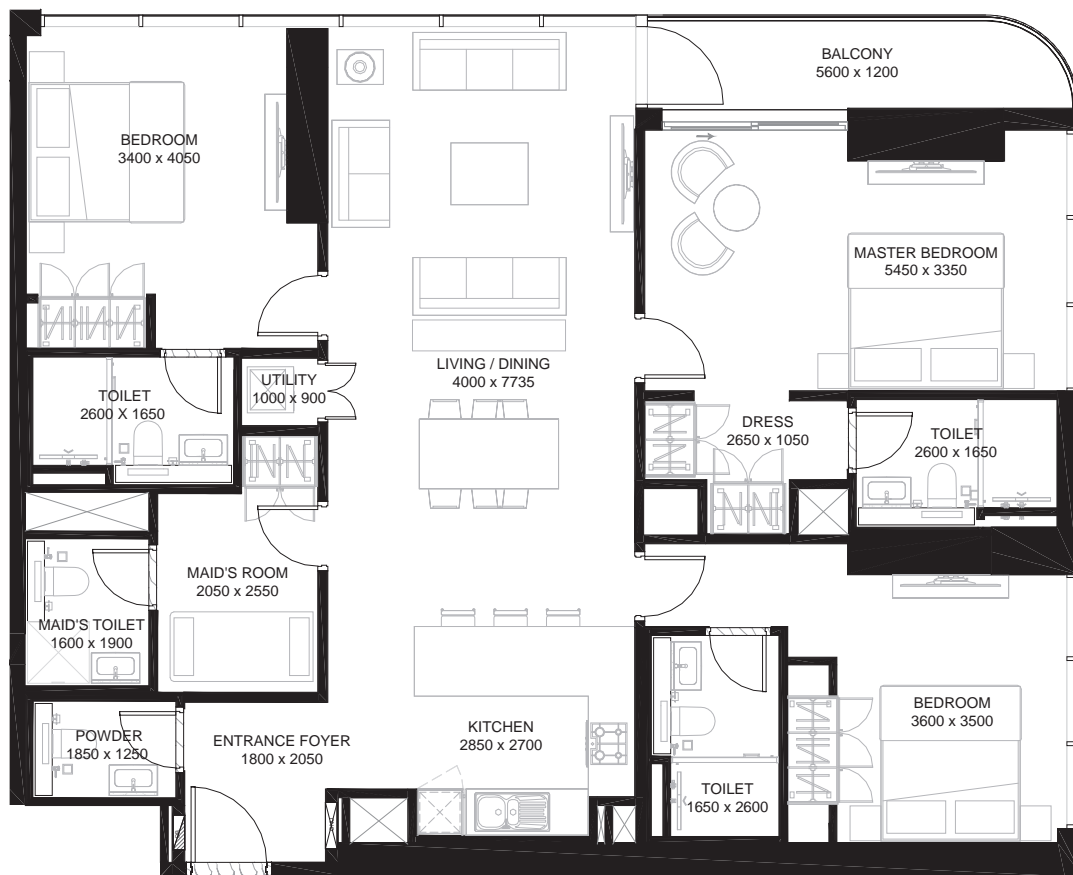 BALCONY
5600 x 1200
BEDROOM
3400 x 4050
MASTER BEDROOM
5450 x 3350
LIVING / DINING
4000 x 7735
UTILITY
1000 x 900
TOILET
2600 X 1650
DRESS
2650 x 1050
TOILET
2600 x 1650
MAID'S ROOM
2050 x 2550
MAID'S TOILET
1600 x 1900
BEDROOM
3600 x 3500
KITCHEN
2850 x 2700
POWDER
1850 x 1250
ENTRANCE FOYER
1800 x 2050
TOILET
1650 x 2600